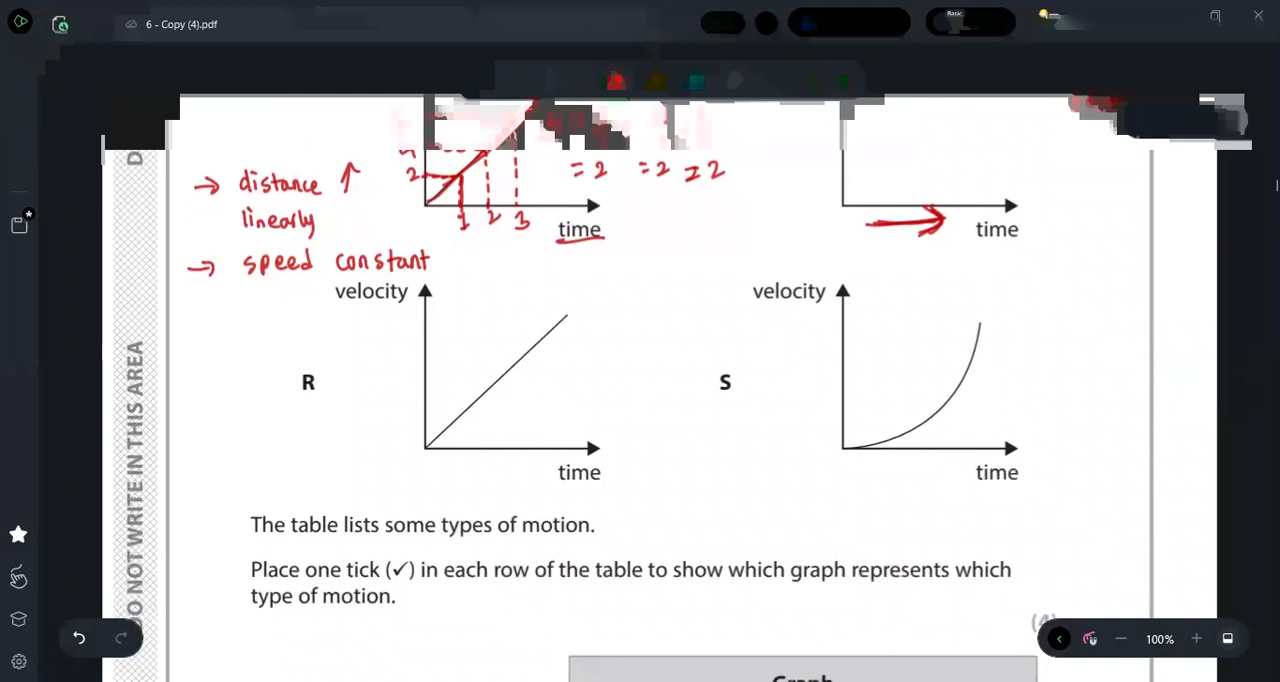 6 - Copy (4).pdf
Basic
2
= 2 = 2 = 2
→ distance ↑
linearly
1 2 3
time
time
→ speed constant
velocity
velocity
R
S
time
time
DO NOT WRITE IN THIS AREA
The table lists some types of motion.
Place one tick (✓) in each row of the table to show which graph represents which
type of motion.
(4)
100%
Graph